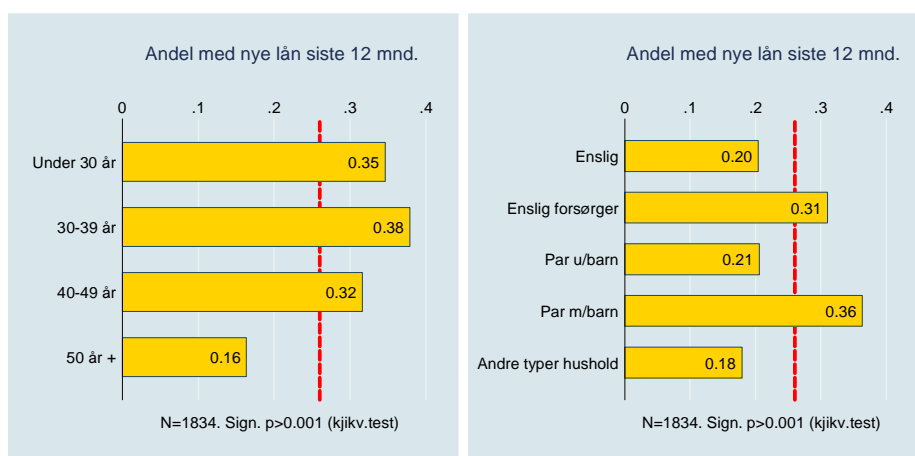 Andel med nye lån siste 12 mnd.
0 .1 .2 .3 .4
Under 30 år 0.35
30-39 år 0.38
40-49 år 0.32
50 år + 0.16
N=1834. Sign. p>0.001 (kjikv.test)
Andel med nye lån siste 12 mnd.
0 .1 .2 .3 .4
Enslig 0.20
Enslig forsørger 0.31
Par u/barn 0.21
Par m/barn 0.36
Andre typer hushold 0.18
N=1834. Sign. p>0.001 (kjikv.test)